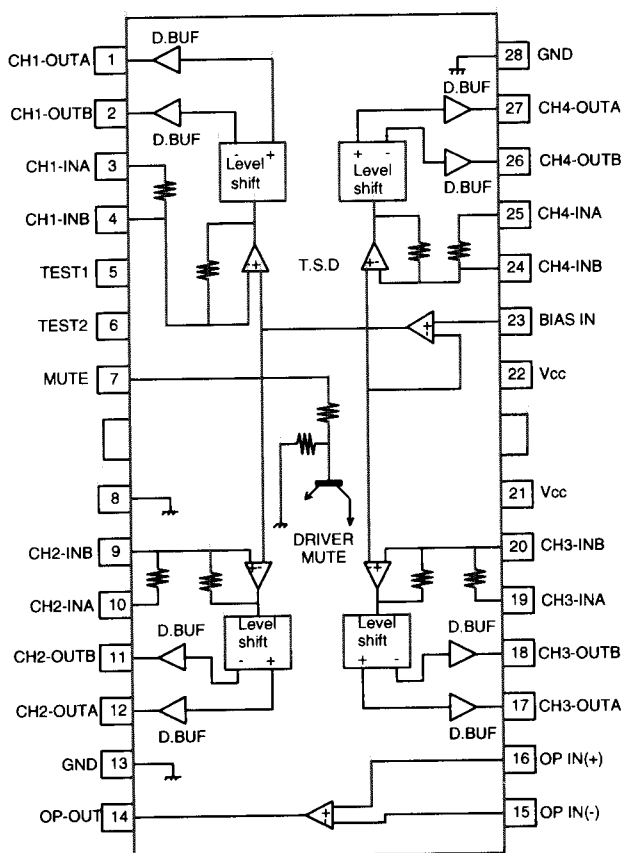 D.BUF
CH1-OUTA 1
28 GND
D.BUF
CH1-OUTB 2
27 CH4-OUTA
D.BUF
- +
Level shift
+ -
Level shift
CH1-INA 3
26 CH4-OUTB
D.BUF
CH1-INB 4
25 CH4-INA
TEST1 5
-+
T.S.D
+-
24 CH4-INB
TEST2 6
-
+
23 BIAS IN
MUTE 7
22 Vcc
8
21 Vcc
DRIVER
MUTE
CH2-INB 9
+-
-+
20 CH3-INB
CH2-INA 10
19 CH3-INA
Level shift
- +
Level shift
+ -
D.BUF
D.BUF
CH2-OUTB 11
18 CH3-OUTB
CH2-OUTA 12
17 CH3-OUTA
D.BUF
D.BUF
GND 13
16 OP IN(+)
OP-OUT 14
+
-
15 OP IN(-)